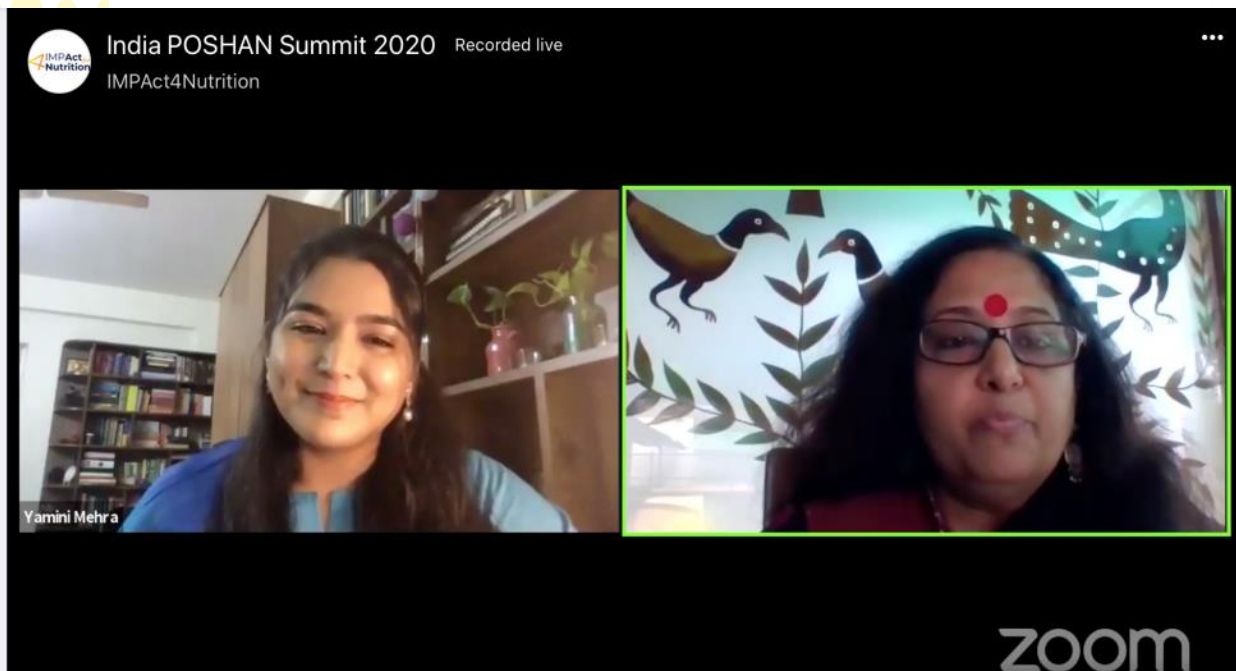 India POSHAN Summit 2020 Recorded live
IMPAct4Nutrition
IMPAct
4Nutrition
Yamini Mehra
zoom